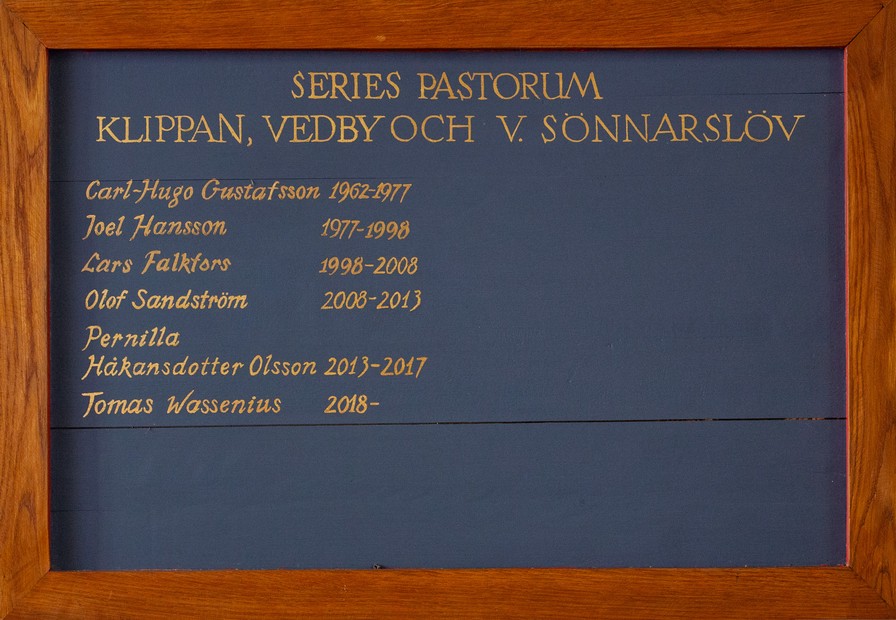 SERIES PASTORUM
KLIPPAN, VEDBY OCH V. SÖNNARSLÖV
Carl-Hugo Gustafsson 1962-1977
Joel Hansson 1977-1998
Lars Falkfors 1998-2008
Olof Sandström 2008-2013
Pernilla
Håkansdotter Olsson 2013-2017
Tomas Wassenius 2018-